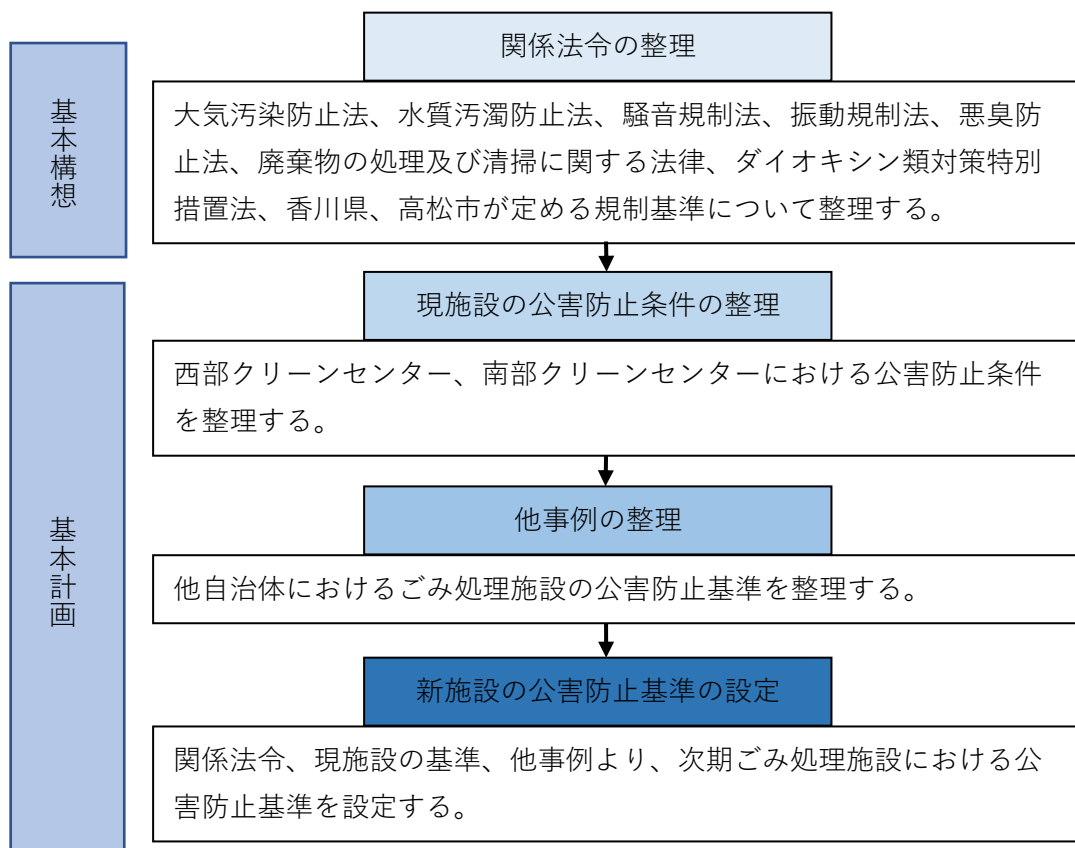 基本構想
関係法令の整理
大気汚染防止法、水質汚濁防止法、騒音規制法、振動規制法、悪臭防
止法、廃棄物の処理及び清掃に関する法律、ダイオキシン類対策特別
措置法、香川県、高松市が定める規制基準について整理する。
基本計画
現施設の公害防止条件の整理
西部クリーンセンター、南部クリーンセンターにおける公害防止条件
を整理する。
他事例の整理
他自治体におけるごみ処理施設の公害防止基準を整理する。
新施設の公害防止基準の設定
関係法令、現施設の基準、他事例より、次期ごみ処理施設における公
害防止基準を設定する。